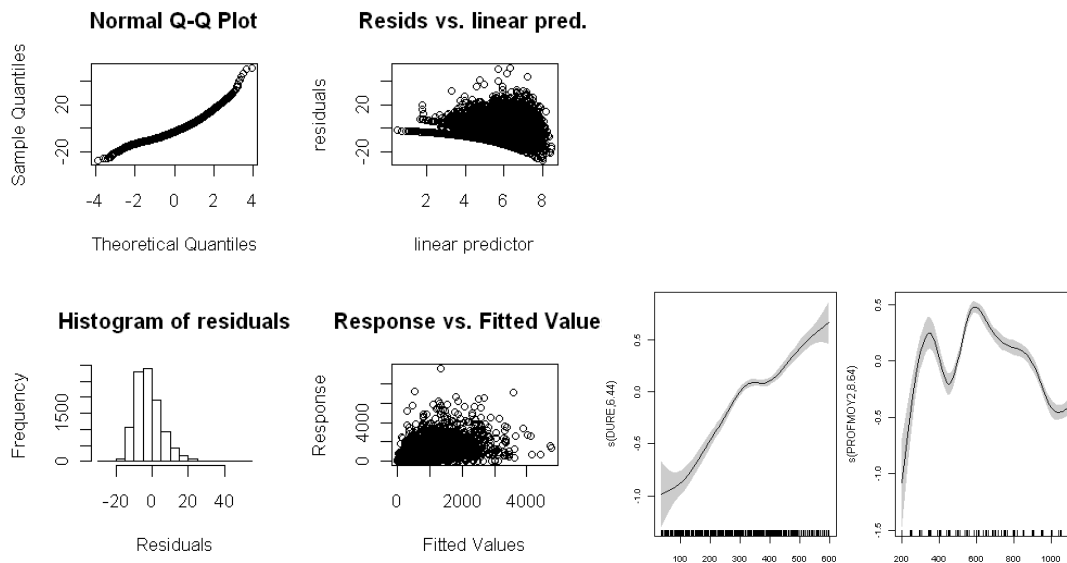 Normal Q-Q Plot
Sample Quantiles
-20 20
-4 -2 0 2 4
Theoretical Quantiles
Resids vs. linear pred.
residuals
-20 20
2 4 6 8
linear predictor
Histogram of residuals
Frequency
0 1500
-20 0 20 40
Residuals
Response vs. Fitted Value
Response
0 4000
0 2000 4000
Fitted Values
s(DURE,6.44)
-1.0 -0.5 0.0 0.5
100 200 300 400 500 600
s(PROFMOY2,8.64)
-1.5 -1.0 -0.5 0.0 0.5
200 400 600 800 1000